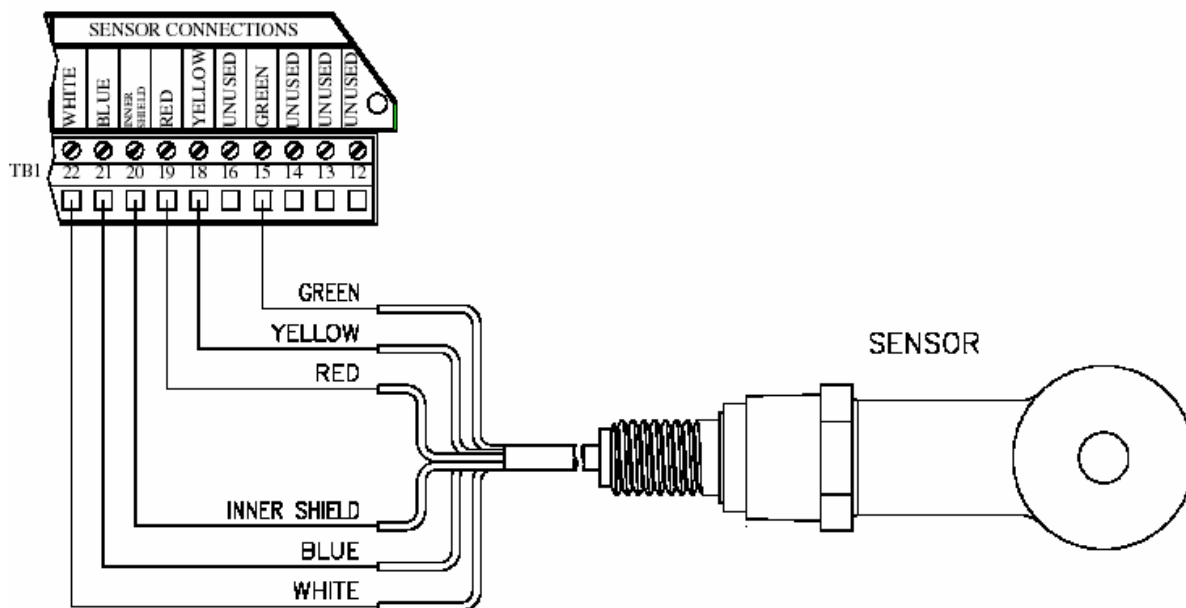 SENSOR CONNECTIONS
WHITE
BLUE
INNER
SHIELD
RED
YELLOW
UNUSED
GREEN
UNUSED
UNUSED
UNUSED
TB1
22 21 20 19 18 16 15 14 13 12
GREEN
YELLOW
RED
SENSOR
INNER SHIELD
BLUE
WHITE